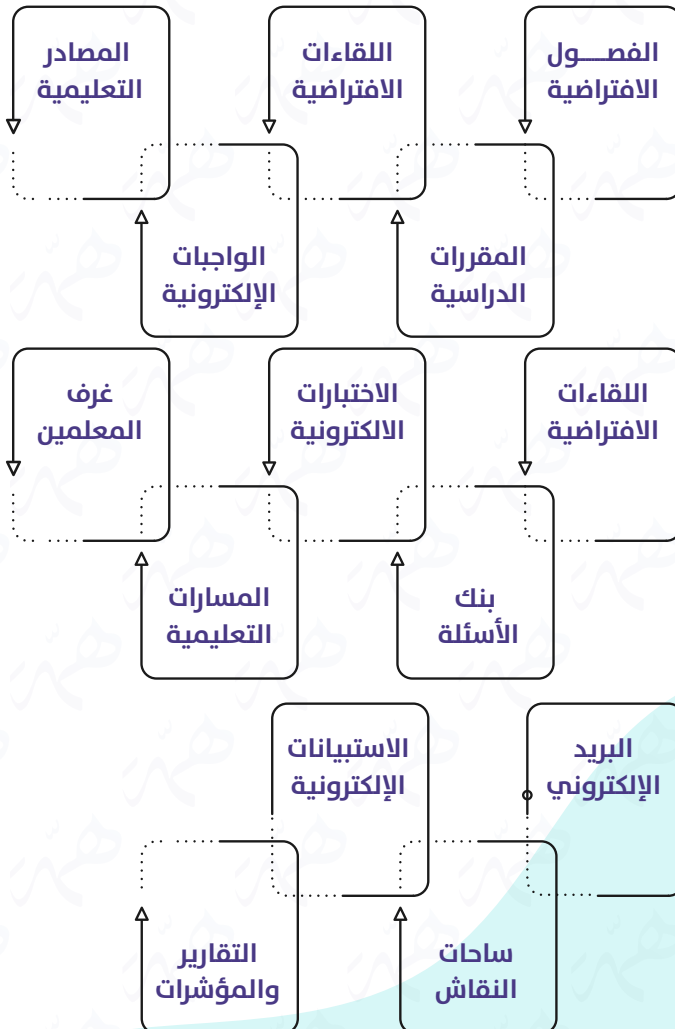 الفصـــول
الافتراضية
اللقاءات
الافتراضية
المصادر
التعليمية
المقررات
الدراسية
الواجبات
الإلكترونية
اللقاءات
الافتراضية
الاختبارات
الالكترونية
غرف
المعلمين
بنك
الأسئلة
المسارات
التعليمية
البريد
الإلكتروني
الاستبيانات
الإلكترونية
ساحات
النقاش
التقارير
والمؤشرات